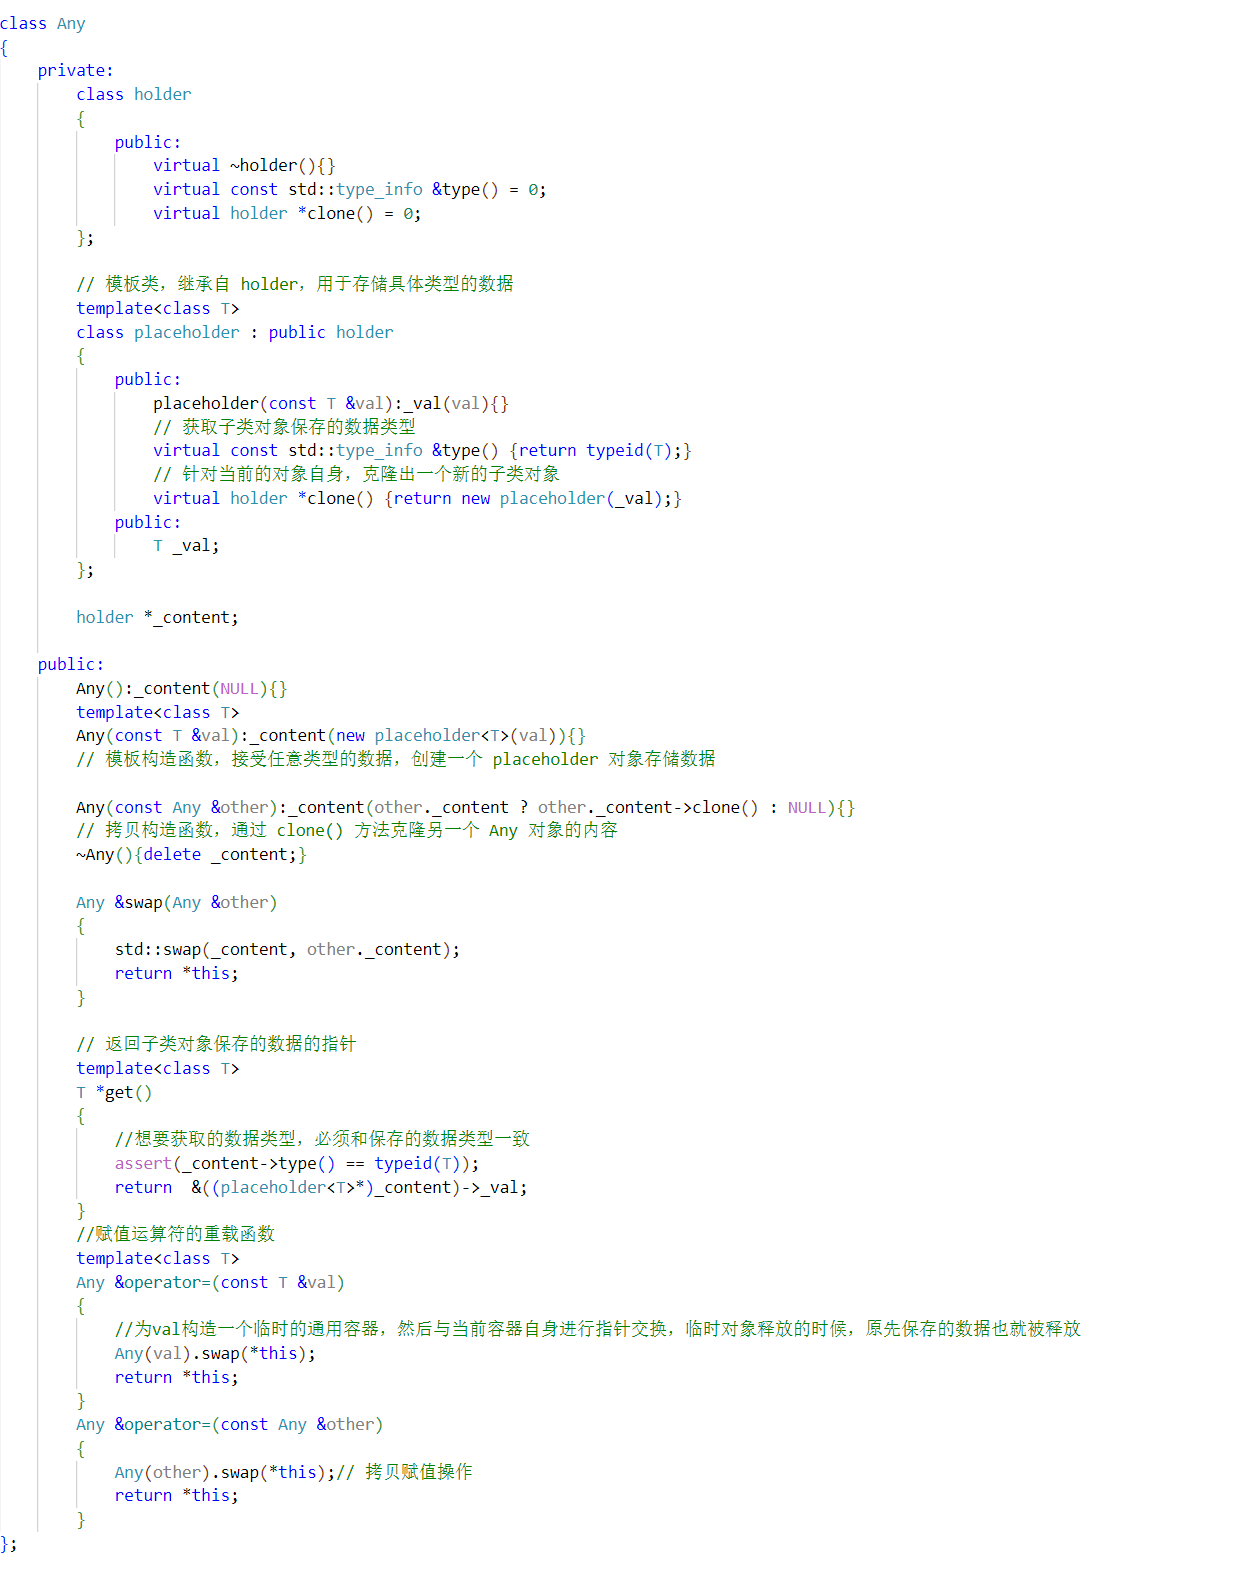 class Any
{
    private:
        class holder
        {
            public:
                virtual ~holder(){}
                virtual const std::type_info &type() = 0;
                virtual holder *clone() = 0;
        };

        // 模板类，继承自 holder，用于存储具体类型的数据
        template<class T>
        class placeholder : public holder
        {
            public:
                placeholder(const T &val):_val(val){}
                // 获取子类对象保存的数据类型
                virtual const std::type_info &type() {return typeid(T);}
                // 针对当前的对象自身，克隆出一个新的子类对象
                virtual holder *clone() {return new placeholder(_val);}
            public:
                T _val;
        };

        holder *_content;

    public:
        Any():_content(NULL){}
        template<class T>
        Any(const T &val):_content(new placeholder<T>(val)){}
        // 模板构造函数，接受任意类型的数据，创建一个 placeholder 对象存储数据

        Any(const Any &other):_content(other._content ? other._content->clone() : NULL){}
        // 拷贝构造函数，通过 clone() 方法克隆另一个 Any 对象的内容
        ~Any(){delete _content;}

        Any &swap(Any &other)
        {
            std::swap(_content, other._content);
            return *this;
        }

        // 返回子类对象保存的数据的指针
        template<class T>
        T *get()
        {
            //想要获取的数据类型，必须和保存的数据类型一致
            assert(_content->type() == typeid(T));
            return  &((placeholder<T>*)_content)->_val;
        }
        //赋值运算符的重载函数
        template<class T>
        Any &operator=(const T &val)
        {
            //为val构造一个临时的通用容器，然后与当前容器自身进行指针交换，临时对象释放的时候，原先保存的数据也就被释放
            Any(val).swap(*this);
            return *this;
        }
        Any &operator=(const Any &other)
        {
            Any(other).swap(*this);// 拷贝赋值操作
            return *this;
        }
};